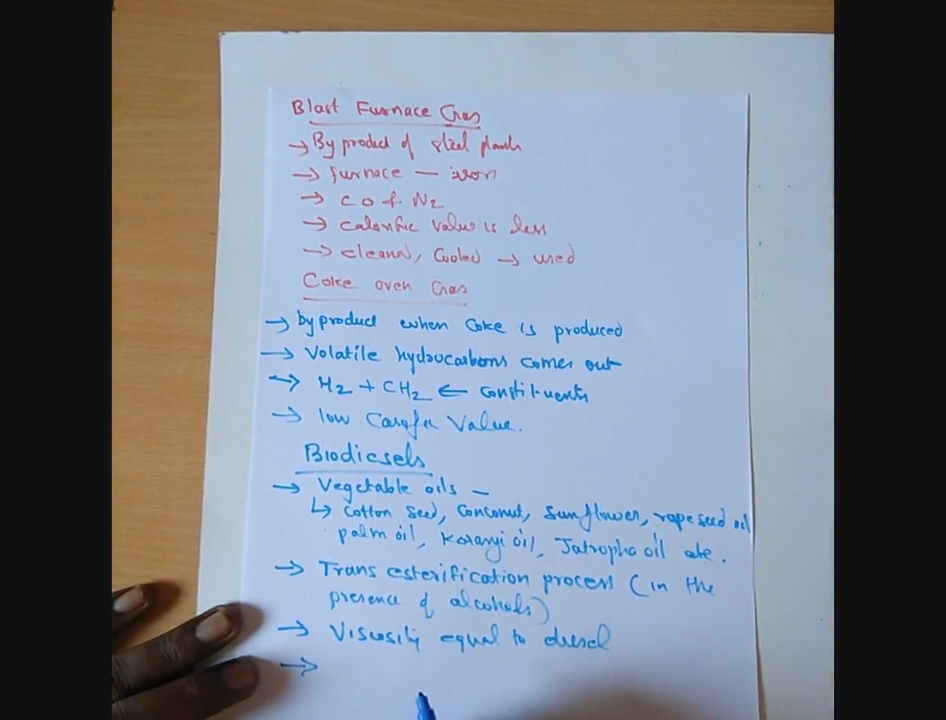 Blast Furnace Gas
→ By product of steel plants
→ furnace — iron
→ CO & N2
→ calorific value is less
→ cleaned, cooled → used
Coke oven Gas
→ by product when Coke is produced
→ Volatile hydrocarbons comes out
→ H2 + CH2 ← constituents
→ low Value.
Biodiesels
→ Vegetable oils —
↳ cotton seed, Conconut, Sunflower, rapeseed oil
palm oil, Karanji oil, Jatropha oil etc.
→ Trans esterification process (in the
presence of alcohols)
→ Viscosity equal to diesel
→